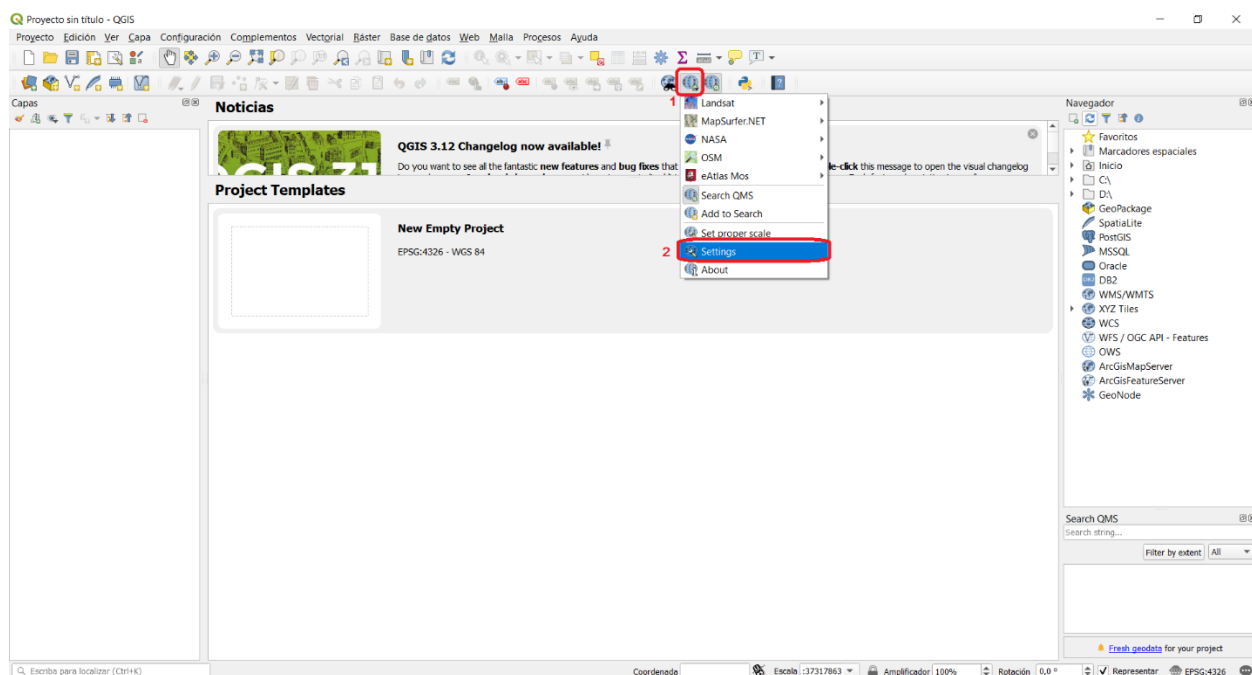 Proyecto sin título - QGIS
Proyecto Edición Ver Capa Configuración Complementos Vectorial Ráster Base de datos Web Malla Procesos Ayuda
Capas
Noticias
QGIS 3.12 Changelog now available!
Do you want to see all the fantastic new features and bug fixes that
le-click this message to open the visual changelog
Project Templates
New Empty Project
EPSG:4326 - WGS 84
1
Landsat
MapSurfer.NET
NASA
OSM
eAtlas Mos
Search QMS
Add to Search
Set proper scale
2 Settings
About
Navegador
Favoritos
Marcadores espaciales
Inicio
C:\
D:\
GeoPackage
SpatiaLite
PostGIS
MSSQL
Oracle
DB2
WMS/WMTS
XYZ Tiles
WCS
WFS / OGC API - Features
OWS
ArcGisMapServer
ArcGisFeatureServer
GeoNode
Search QMS
Search string...
Filter by extent All
Fresh geodata for your project
Escriba para localizar (Ctrl+K)
Coordenada Escala :37317863 Amplificador 100% Rotación 0,0 ° Representar EPSG:4326